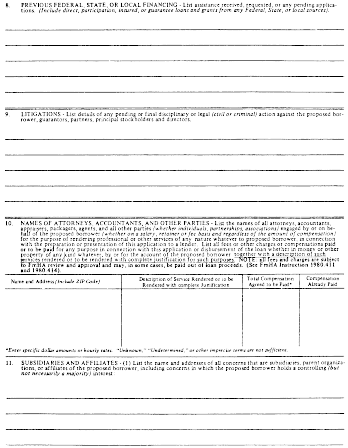 8. PREVIOUS FEDERAL, STATE, OR LOCAL FINANCING - List assistance received, requested, or any pending applica-
tions. (Include direct, participation, insured, or guarantee loans and grants from any Federal, State, or local sources).
9. LITIGATIONS - List details of any pending or final disciplinary or legal (civil or criminal) action against the proposed bor-
rower, guarantors, partners, principal stockholders and directors.
10. NAMES OF ATTORNEYS, ACCOUNTANTS, AND OTHER PARTIES - List the names of all attorneys, accountants,
appraisers, packagers, agents, and all other parties (whether individuals, partnerships, associations) engaged by or on be-
half of the proposed borrower (whether on a salary, retainer or fee basis and regardless of the amount of compensation)
for the purpose of rendering professional or other services of any nature whatever to proposed borrower, in connection
with the preparation or presentation of this application to a lender. List all fees or other charges or compensations paid
or to be paid for any purpose in connection with this application or disbursement of the loan whether in money or other
property of any kind whatever, by or for the account of the proposed borrower together with a description of such
services rendered or to be rendered with complete justification for such purposes. NOTE: all fees and charges are subject
to FmHA review and approval and may, in some cases, be paid out of loan proceeds. (See FmHA Instruction 1980.411
and 1980.414).
Name and Address (Include ZIP Code)
Description of Service Rendered or to be
Rendered with complete Justification
Total Compensation
Agreed to be Paid*
Compensation
Already Paid
*Enter specific dollar amounts or hourly rates. "Unknown," "Undetermined," or other imprecise terms are not sufficient.
11. SUBSIDIARIES AND AFFILIATES - (1) List the name and addresses of all concerns that are subsidiaries, parent organiza-
tions, or affiliates of the proposed borrower, including concerns in which the proposed borrower holds a controlling (but
not necessarily a majority) interest.